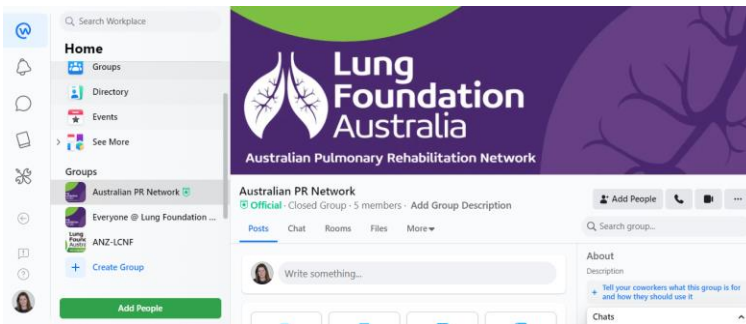 Search Workplace
Home
Groups
Directory
Events
See More
Groups
Australian PR Network
Everyone @ Lung Foundation ...
ANZ-LCNF
Create Group
Add People
Lung
Foundation
Australia
Australian Pulmonary Rehabilitation Network
Australian PR Network
Official · Closed Group · 5 members · Add Group Description
Add People
Posts Chat Rooms Files More
Search group...
Write something...
About
Description
+ Tell your coworkers what this group is for
and how they should use it
Chats